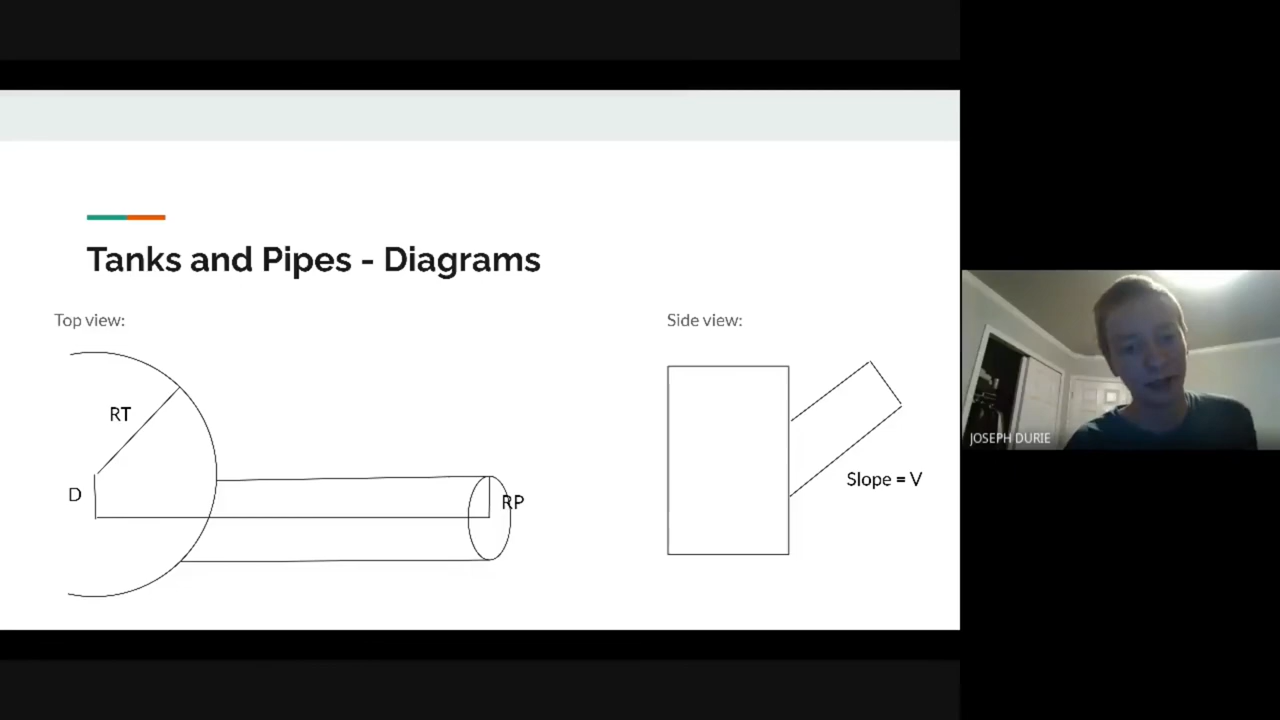 Tanks and Pipes - Diagrams
Top view:
Side view:
RT
D
RP
Slope = V
JOSEPH DURIE